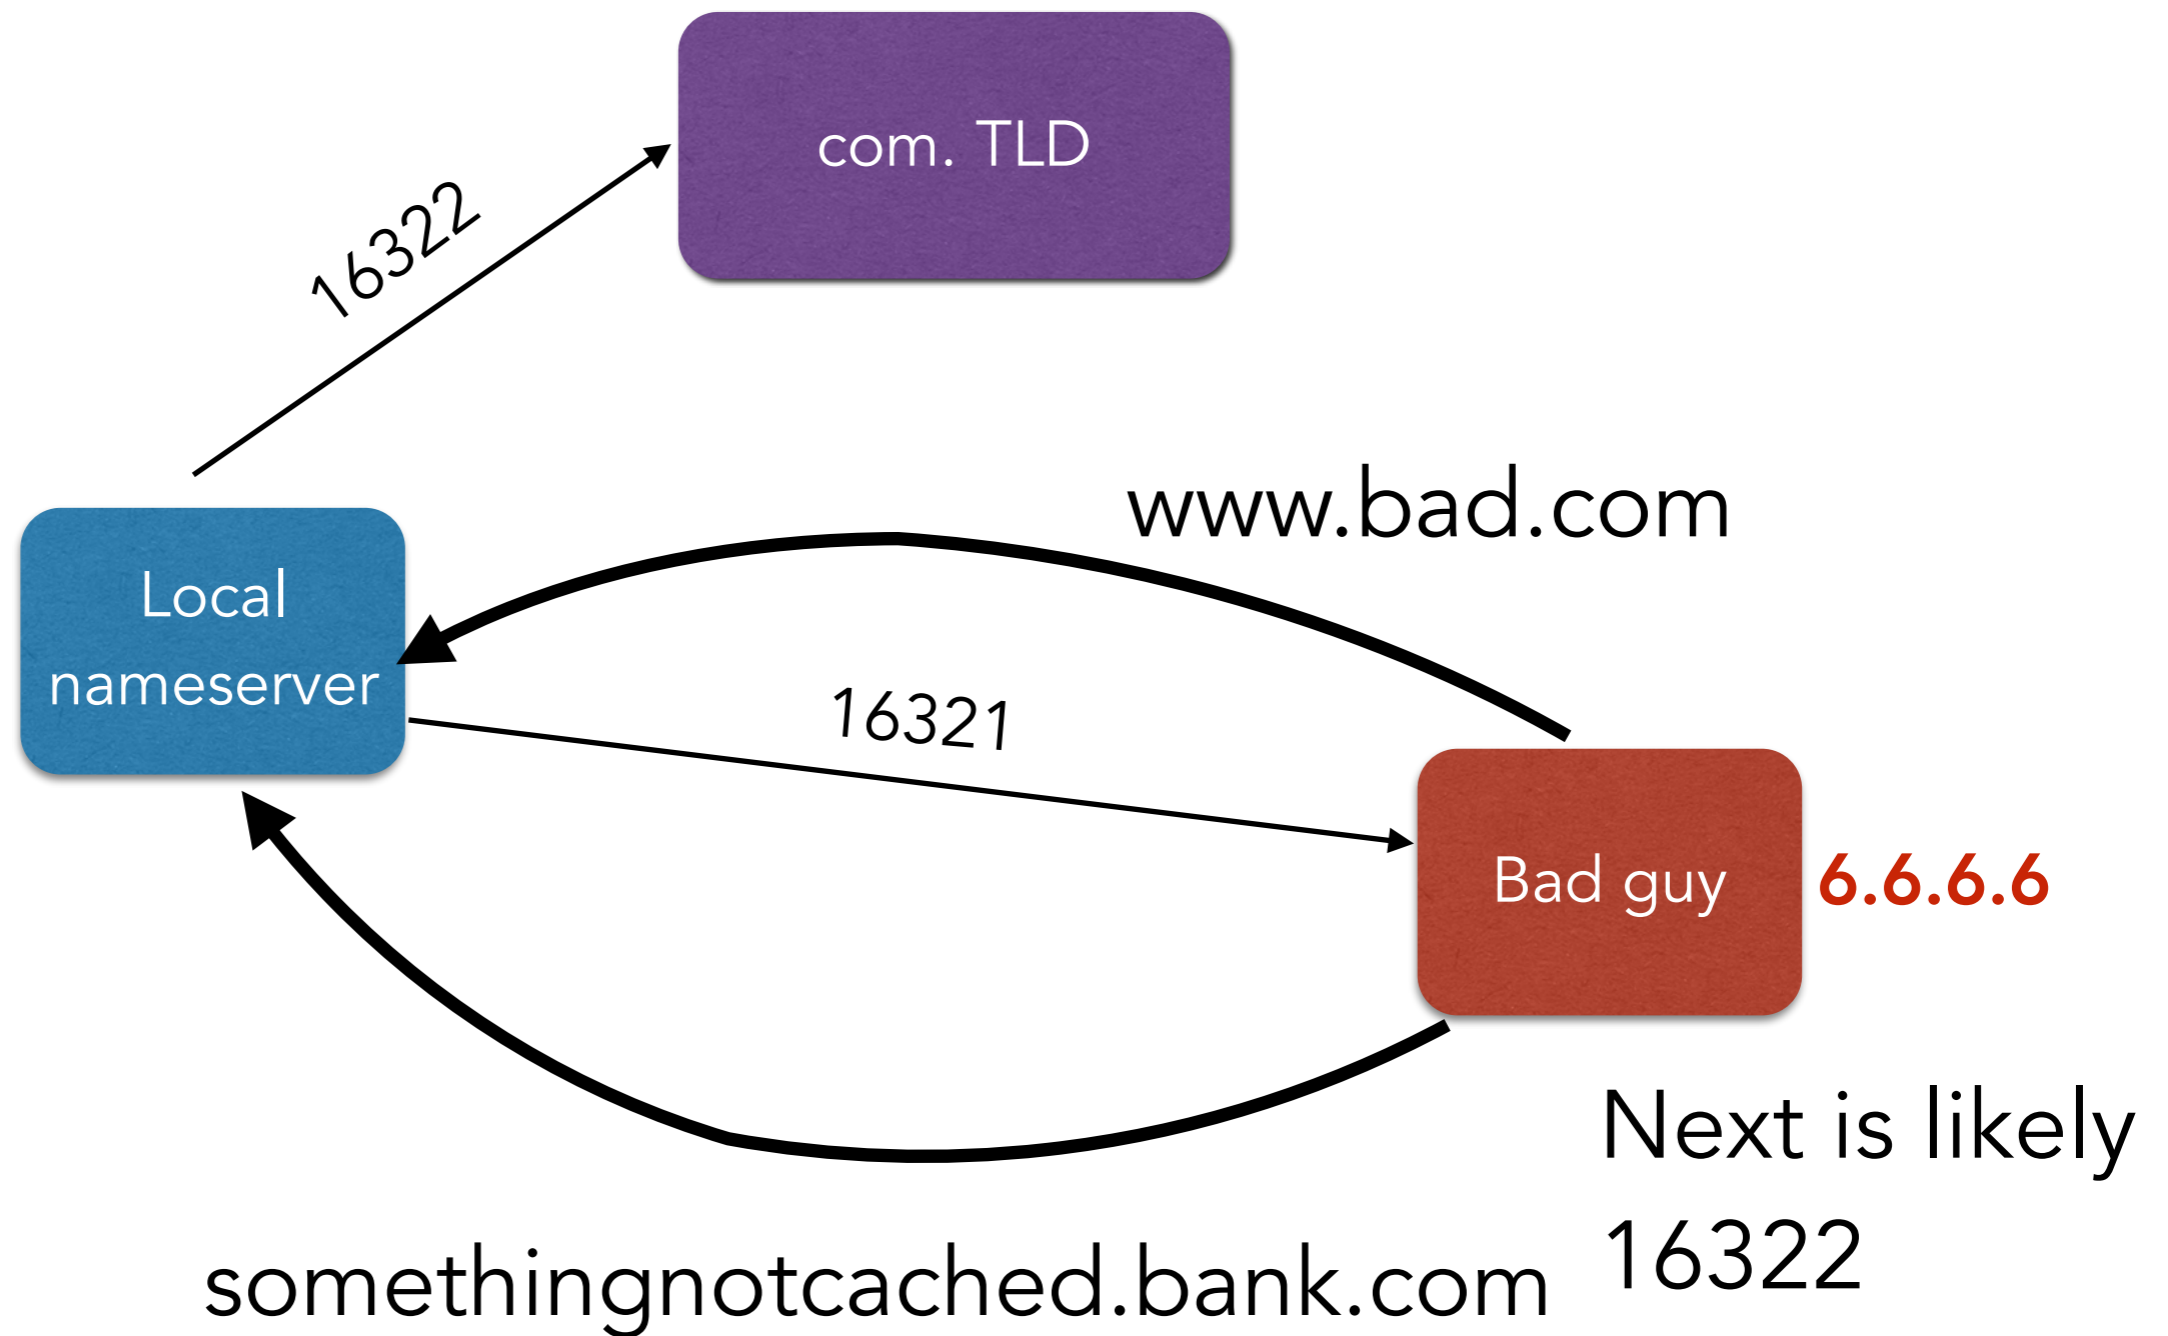 com. TLD
16322
www.bad.com
Local
nameserver
16321
Bad guy
6.6.6.6
Next is likely
16322
somethingnotcached.bank.com